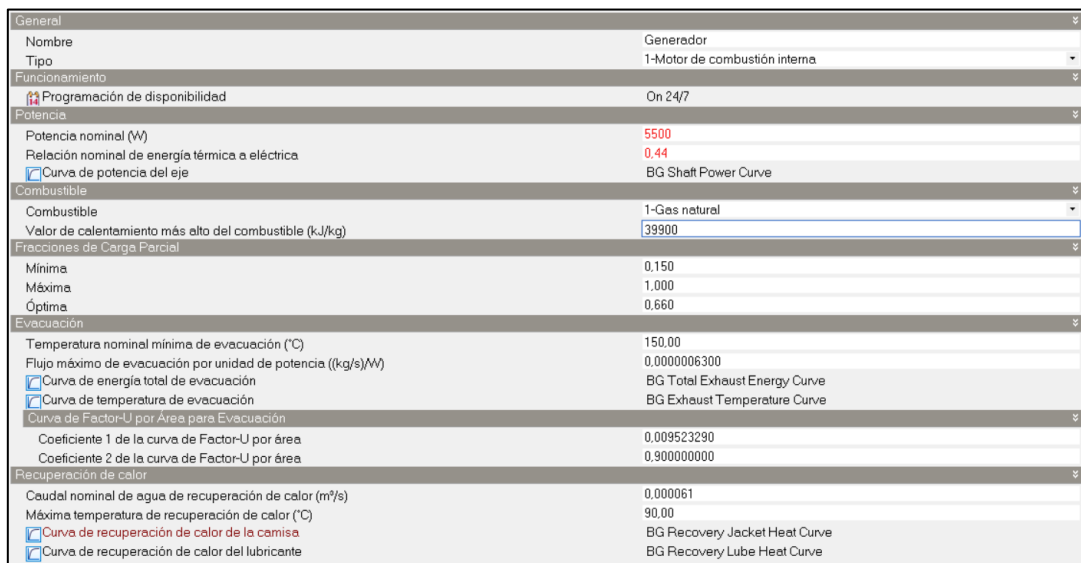 General
Nombre Generador
Tipo 1-Motor de combustión interna
Funcionamiento
Programación de disponibilidad On 24/7
Potencia
Potencia nominal (W) 5500
Relación nominal de energía térmica a eléctrica 0,44
Curva de potencia del eje BG Shaft Power Curve
Combustible
Combustible 1-Gas natural
Valor de calentamiento más alto del combustible (kJ/kg) 39900
Fracciones de Carga Parcial
Mínima 0,150
Máxima 1,000
Óptima 0,660
Evacuación
Temperatura nominal mínima de evacuación (°C) 150,00
Flujo máximo de evacuación por unidad de potencia ((kg/s)/W) 0,0000006300
Curva de energía total de evacuación BG Total Exhaust Energy Curve
Curva de temperatura de evacuación BG Exhaust Temperature Curve
Curva de Factor-U por Área para Evacuación
Coeficiente 1 de la curva de Factor-U por área 0,009523290
Coeficiente 2 de la curva de Factor-U por área 0,900000000
Recuperación de calor
Caudal nominal de agua de recuperación de calor (m³/s) 0,000061
Máxima temperatura de recuperación de calor (°C) 90,00
Curva de recuperación de calor de la camisa BG Recovery Jacket Heat Curve
Curva de recuperación de calor del lubricante BG Recovery Lube Heat Curve